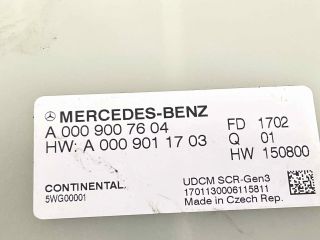 MERCEDES-BENZ
A 000 900 76 04 FD 1702
HW: A 000 901 17 03 Q 01
HW 150800
CONTINENTAL. UDCM SCR-Gen3
5WG00001 1701130006115811
Made in Czech Rep.